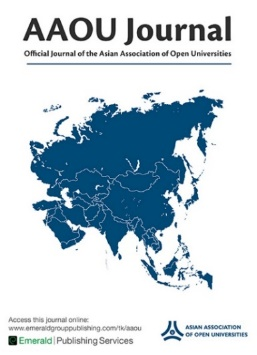 AAOU Journal
Official Journal of the Asian Association of Open Universities
Access this journal online:
www.emeraldgrouppublishing.com/tk/aaou
Emerald | Publishing Services
ASIAN ASSOCIATION
OF OPEN UNIVERSITIES